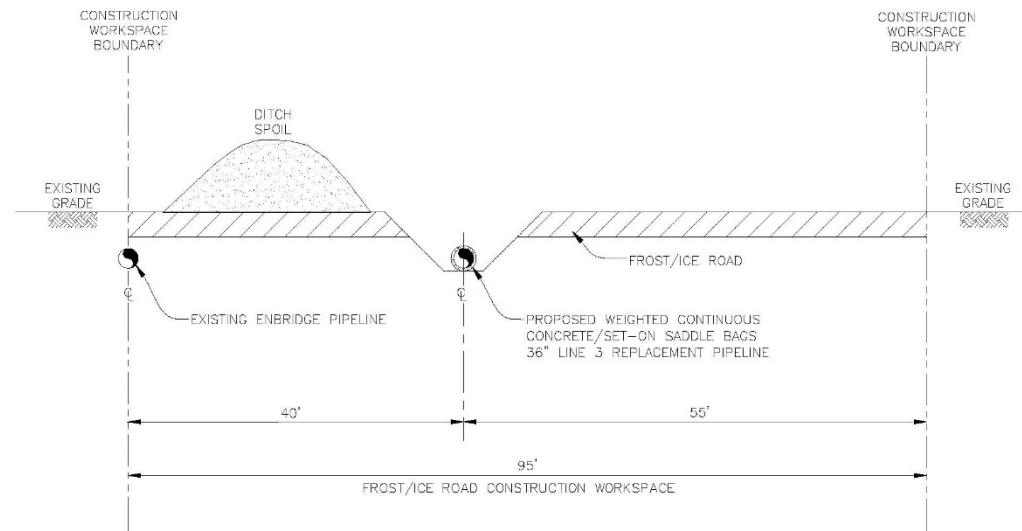 CONSTRUCTION
WORKSPACE
BOUNDARY
CONSTRUCTION
WORKSPACE
BOUNDARY
DITCH
SPOIL
EXISTING
GRADE
EXISTING
GRADE
FROST/ICE ROAD
℄
℄
EXISTING ENBRIDGE PIPELINE
PROPOSED WEIGHTED CONTINUOUS
CONCRETE/SET-ON SADDLE BAGS
36" LINE 3 REPLACEMENT PIPELINE
40'
55'
95'
FROST/ICE ROAD CONSTRUCTION WORKSPACE